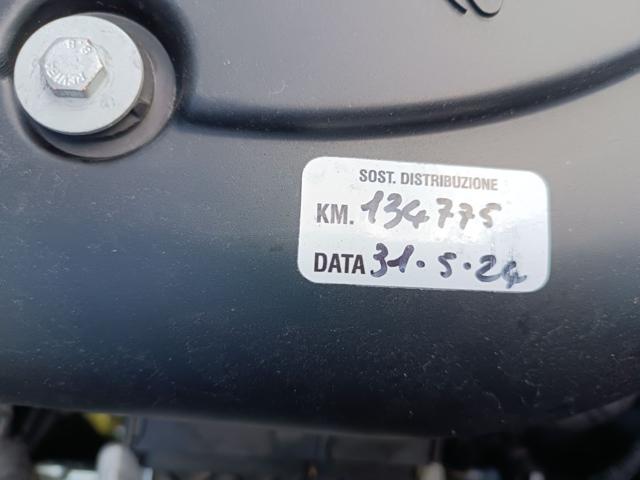 SOST. DISTRIBUZIONE
KM. 134775
DATA 31.5.24